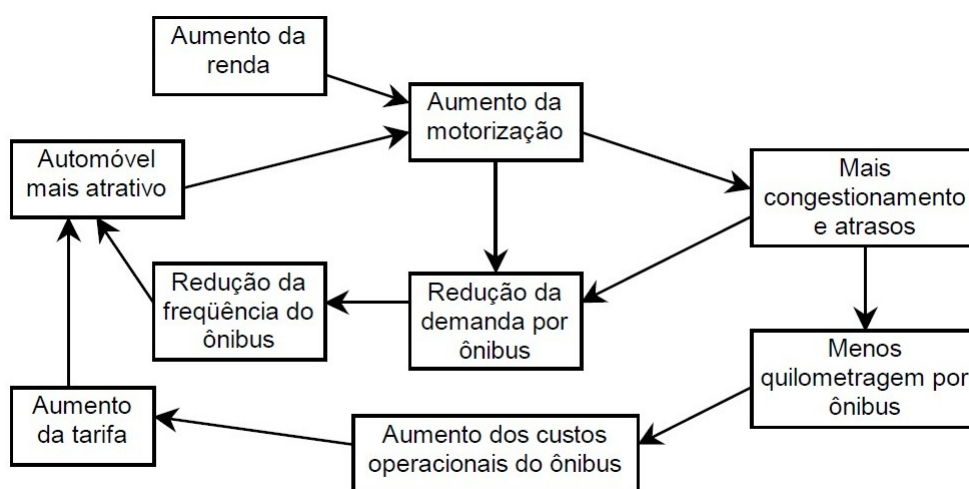 Aumento da
renda
Aumento da
motorização
Automóvel
mais atrativo
Mais
congestionamento
e atrasos
Redução da
freqüência do
ônibus
Redução da
demanda por
ônibus
Menos
quilometragem por
ônibus
Aumento
da tarifa
Aumento dos custos
operacionais do ônibus